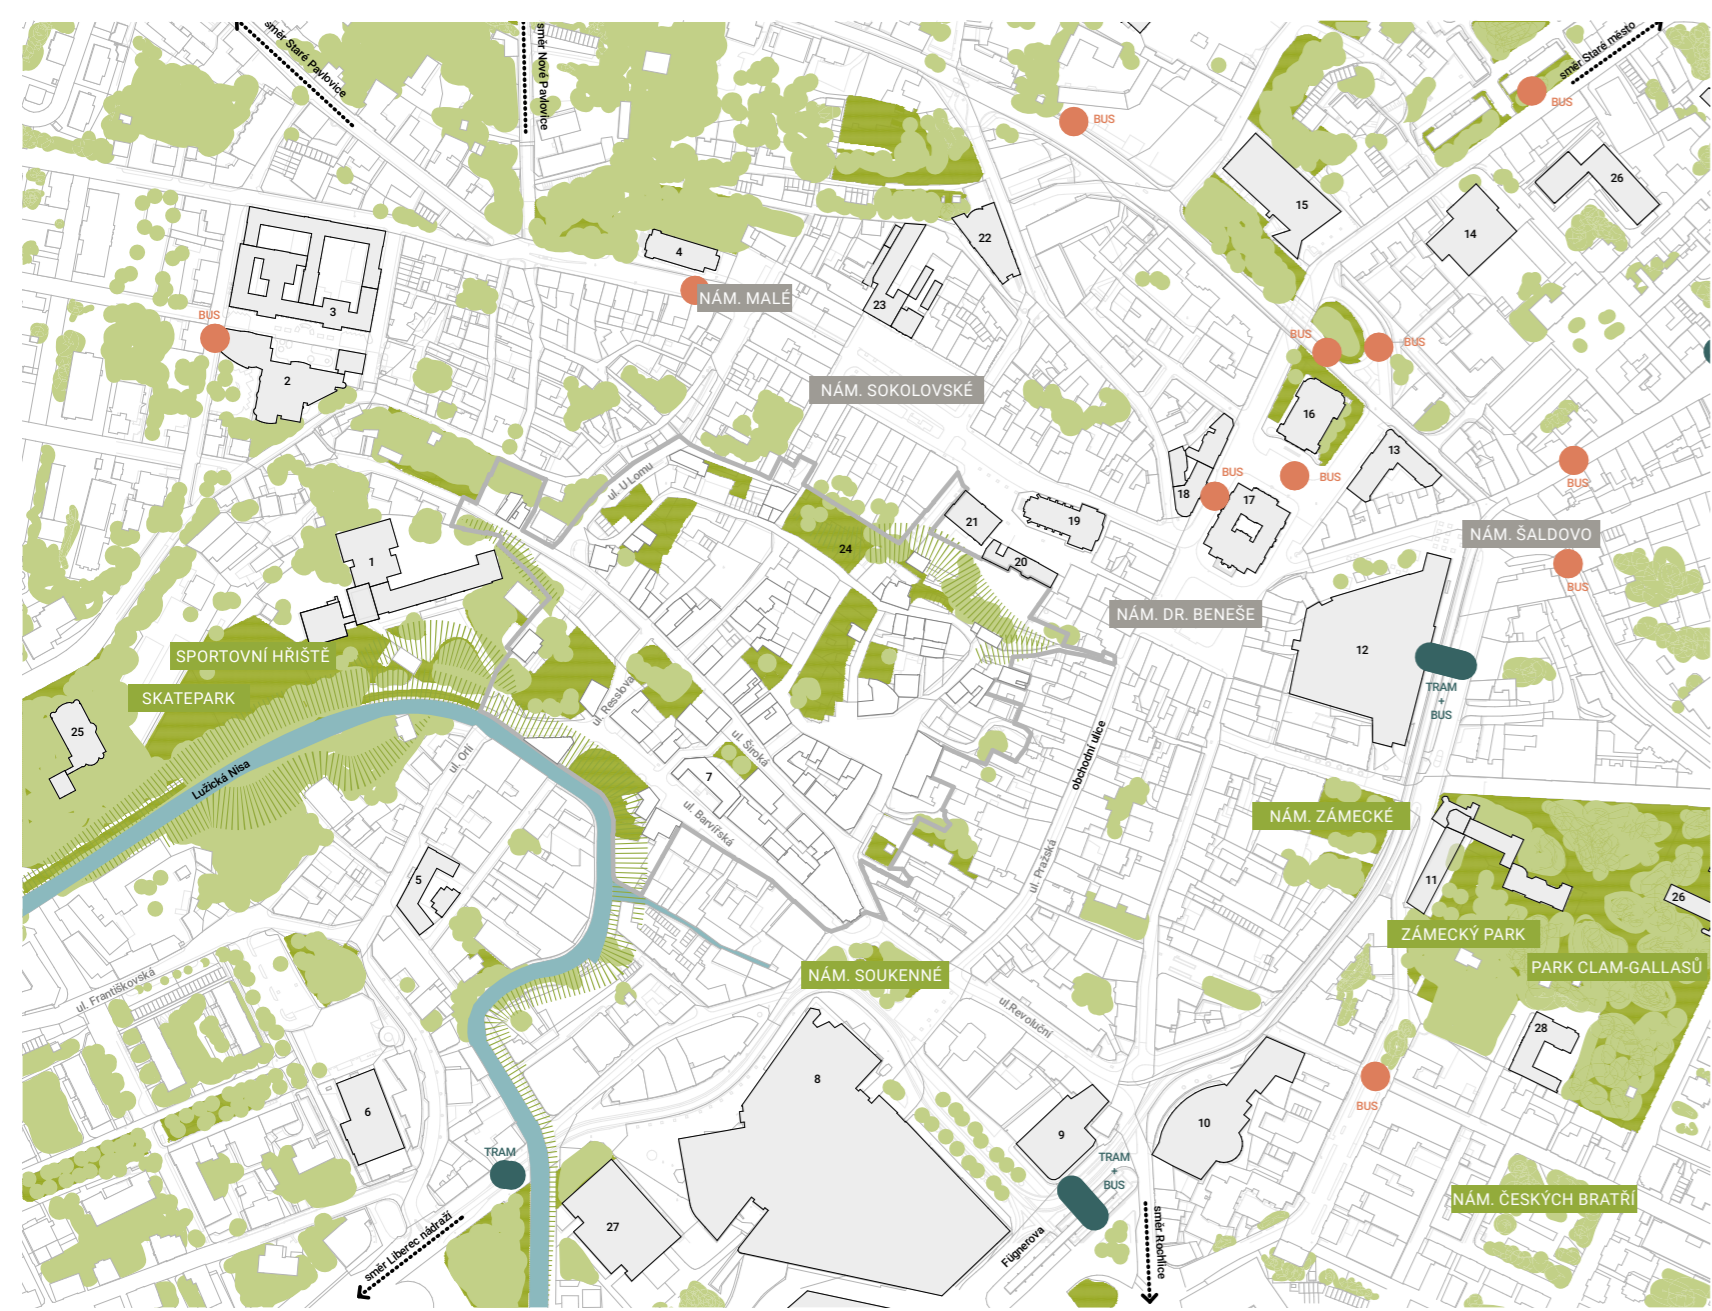 směr Staré Pavlovice
směr Nové Pavlovice
směr Staré město
BUS
BUS
26
15
14
22
4
23
NÁM. MALÉ
3
BUS
2
BUS
BUS
NÁM. SOKOLOVSKÉ
16
13
ul. U Lomu
BUS
BUS
BUS
18
17
21
19
20
NÁM. ŠALDOVO
BUS
1
24
NÁM. DR. BENEŠE
12
SPORTOVNÍ HŘIŠTĚ
SKATEPARK
TRAM
+
BUS
25
ul. Resslova
ul. Široká
ul. Orlí
obchodní ulice
Lužická Nisa
7
ul. Barvířská
NÁM. ZÁMECKÉ
ul. Pražská
5
11
26
ZÁMECKÝ PARK
PARK CLAM-GALLASŮ
NÁM. SOUKENNÉ
ul. Františkovská
ul.Revoluční
28
8
BUS
6
9
10
TRAM
TRAM
+
BUS
NÁM. ČESKÝCH BRATŘÍ
27
směr Liberec nádraží
Fügnerova
směr Rochlice